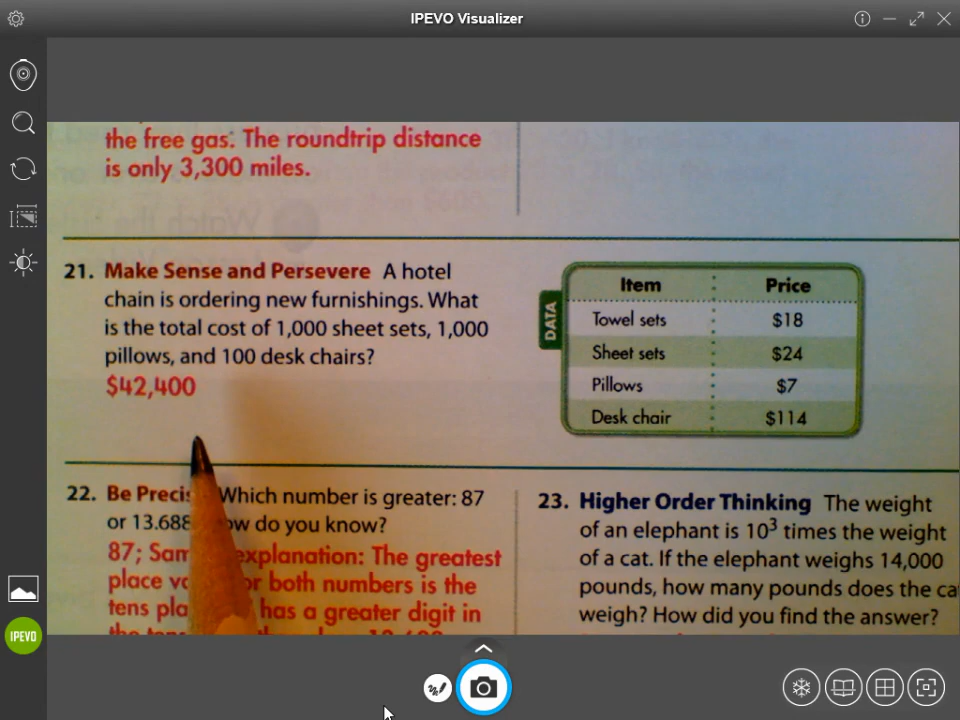 IPEVO Visualizer
the free gas. The roundtrip distance
is only 3,300 miles.
21. Make Sense and Persevere A hotel
chain is ordering new furnishings. What
is the total cost of 1,000 sheet sets, 1,000
pillows, and 100 desk chairs?
$42,400
DATA
Item Price
Towel sets $18
Sheet sets $24
Pillows $7
Desk chair $114
22. Be Which number is greater: 87
or 13.688 do you know?
87; explanation: The greatest
place both numbers is the
tens has a greater digit in
23. Higher Order Thinking The weight
of an elephant is 10³ times the weight
of a cat. If the elephant weighs 14,000
pounds, how many pounds does the
weigh? How did you find the answer?
IPEVO